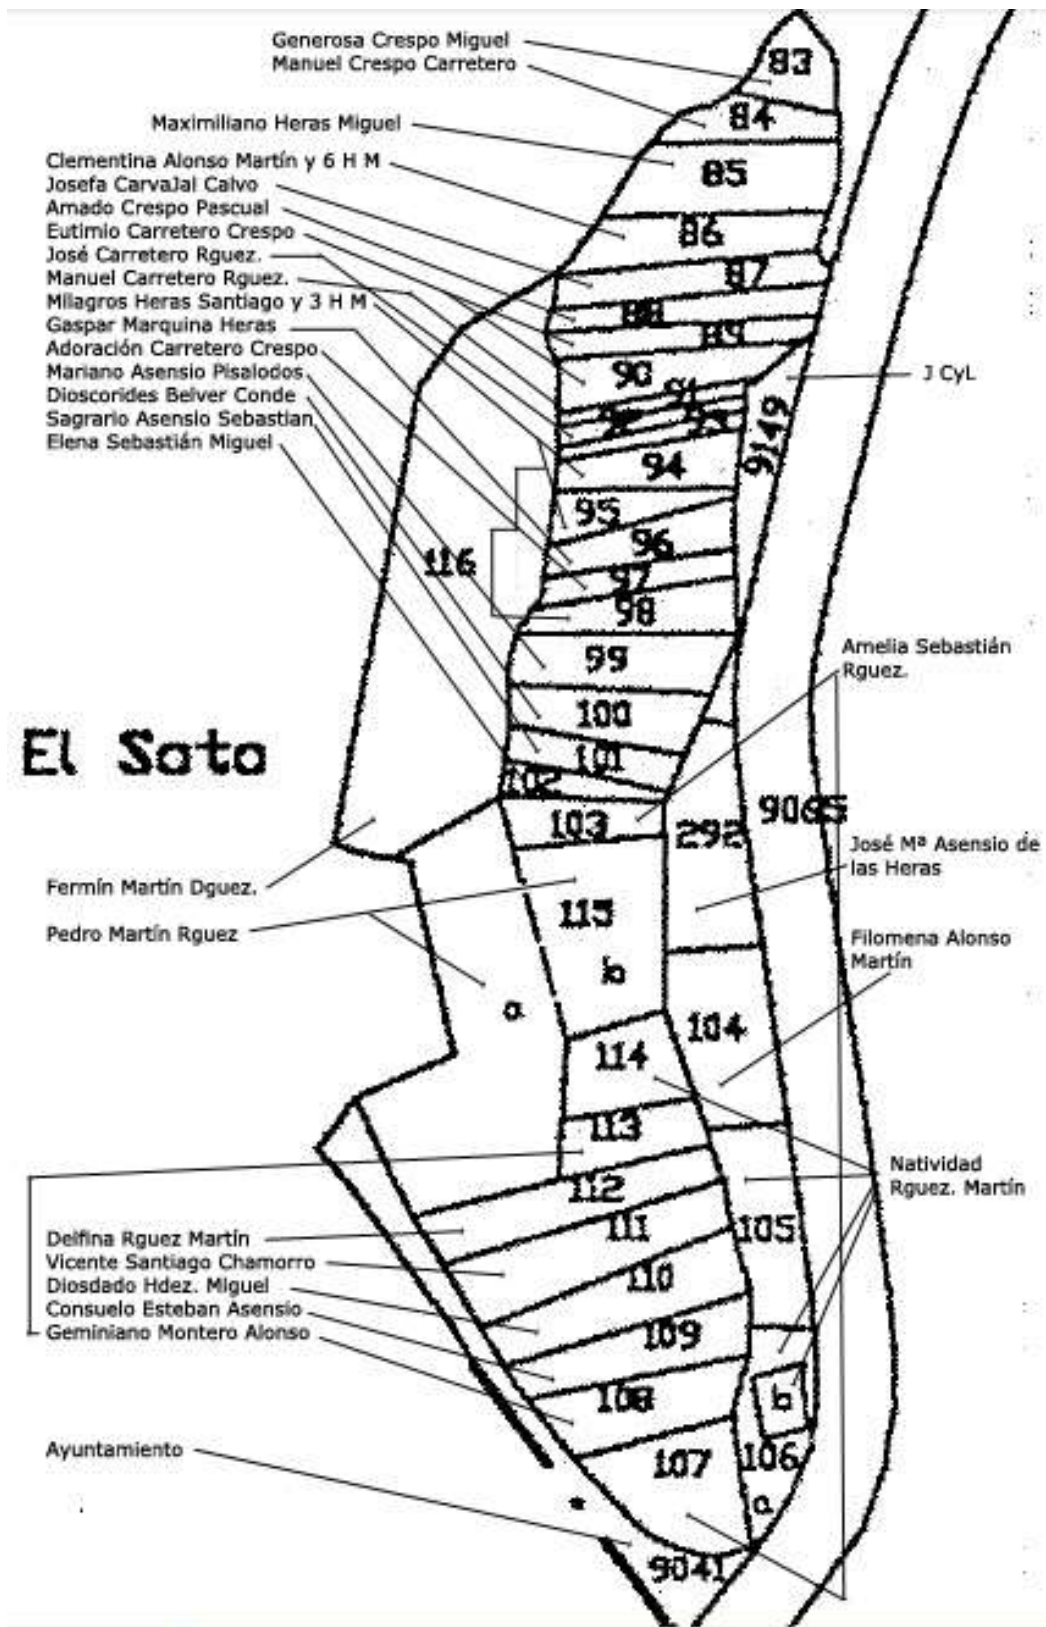 Generosa Crespo Miguel
Manuel Crespo Carretero
Maximiliano Heras Miguel
Clementina Alonso Martín y 6 H M
Josefa CarvaJal Calvo
Amado Crespo Pascual
Eutimio Carretero Crespo
José Carretero Rguez.
Manuel Carretero Rguez.
Milagros Heras Santiago y 3 H M
Gaspar Marquina Heras
Adoración Carretero Crespo
Mariano Asensio Pisalodos
Dioscorides Belver Conde
Sagrario Asensio Sebastian
Elena Sebastián Miguel
83
84
85
86
87
88
89
90
91
93
94
95
96
97
98
99
100
101
102
103
J CyL
9149
116
El Soto
Amelia Sebastián
Rguez.
292
9065
José Mª Asensio de
las Heras
Fermín Martín Dguez.
Pedro Martín Rguez
115
b
a
Filomena Alonso
Martín
104
114
113
112
111
110
109
108
107
105
Natividad
Rguez. Martín
Delfina Rguez Martín
Vicente Santiago Chamorro
Diosdado Hdez. Miguel
Consuelo Esteban Asensio
Geminiano Montero Alonso
b
106
a
Ayuntamiento
9041